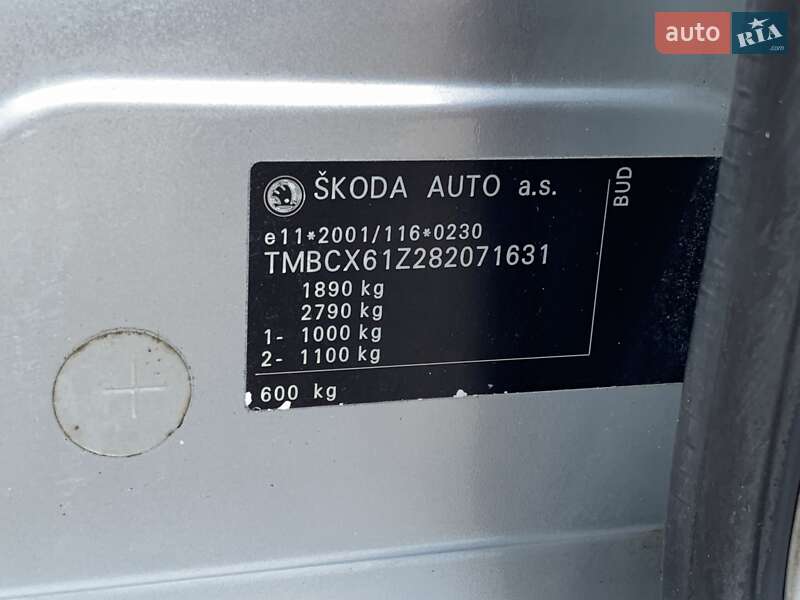 auto RIA .com
ŠKODA AUTO a.s.
BUD
e11*2001/116*0230
TMBCX61Z282071631
1890 kg
2790 kg
1- 1000 kg
2- 1100 kg
600 kg